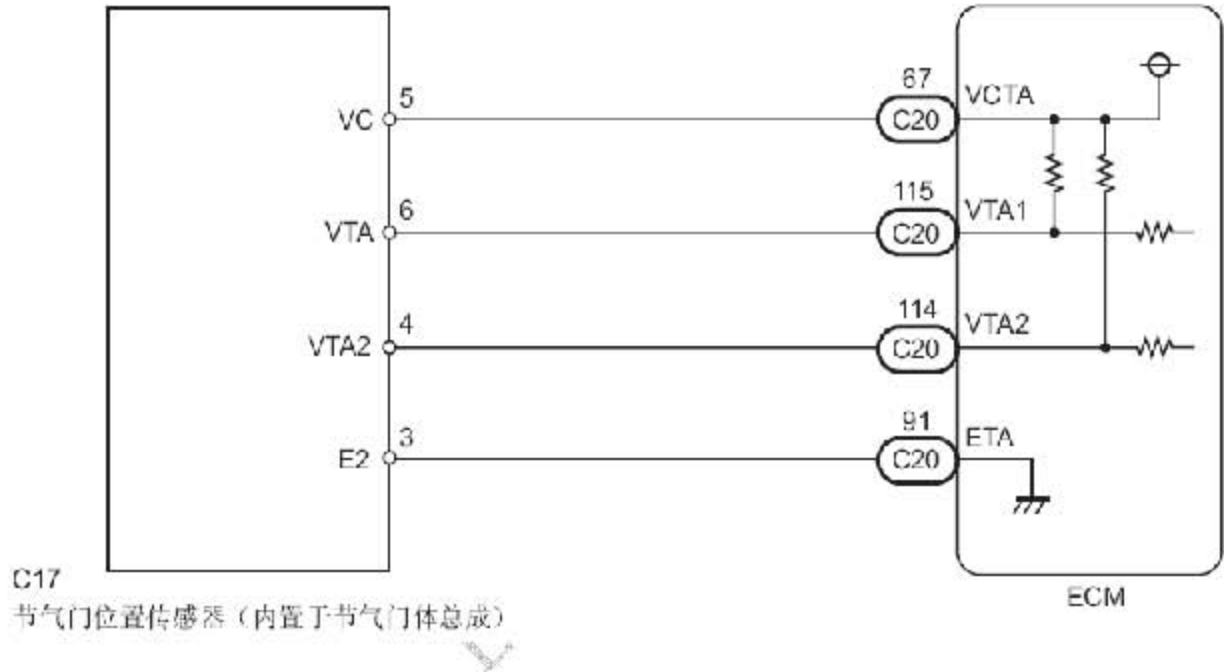 VC 5 67 C20 VCTA
VTA 6 115 C20 VTA1
VTA2 4 114 C20 VTA2
E2 3 91 C20 ETA
C17
节气门位置传感器（内置于节气门体总成）
ECM